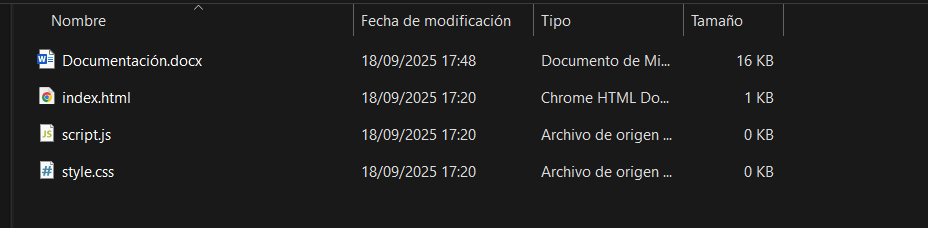 Nombre Fecha de modificación Tipo Tamaño
Documentación.docx 18/09/2025 17:48 Documento de Mi... 16 KB
index.html 18/09/2025 17:20 Chrome HTML Do... 1 KB
JS script.js 18/09/2025 17:20 Archivo de origen ... 0 KB
# style.css 18/09/2025 17:20 Archivo de origen ... 0 KB